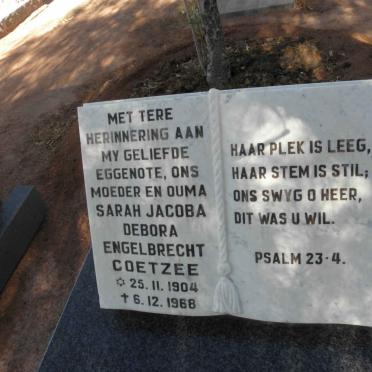 MET TERE
HERINNERING AAN
MY GELIEFDE
EGGENOTE, ONS
MOEDER EN OUMA
SARAH JACOBA
DEBORA
ENGELBRECHT
COETZEE
✡ 25. 11. 1904
✝ 6. 12. 1968
HAAR PLEK IS LEEG,
HAAR STEM IS STIL;
ONS SWYG O HEER,
DIT WAS U WIL.
PSALM 23-4.